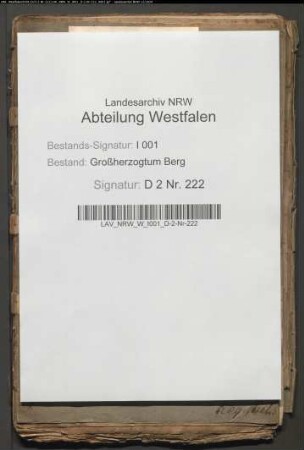 Landesarchiv NRW
Abteilung Westfalen
Bestands-Signatur: I 001
Bestand: Großherzogtum Berg
Signatur: D 2 Nr. 222
LAV_NRW_W_I001_D-2-Nr-222